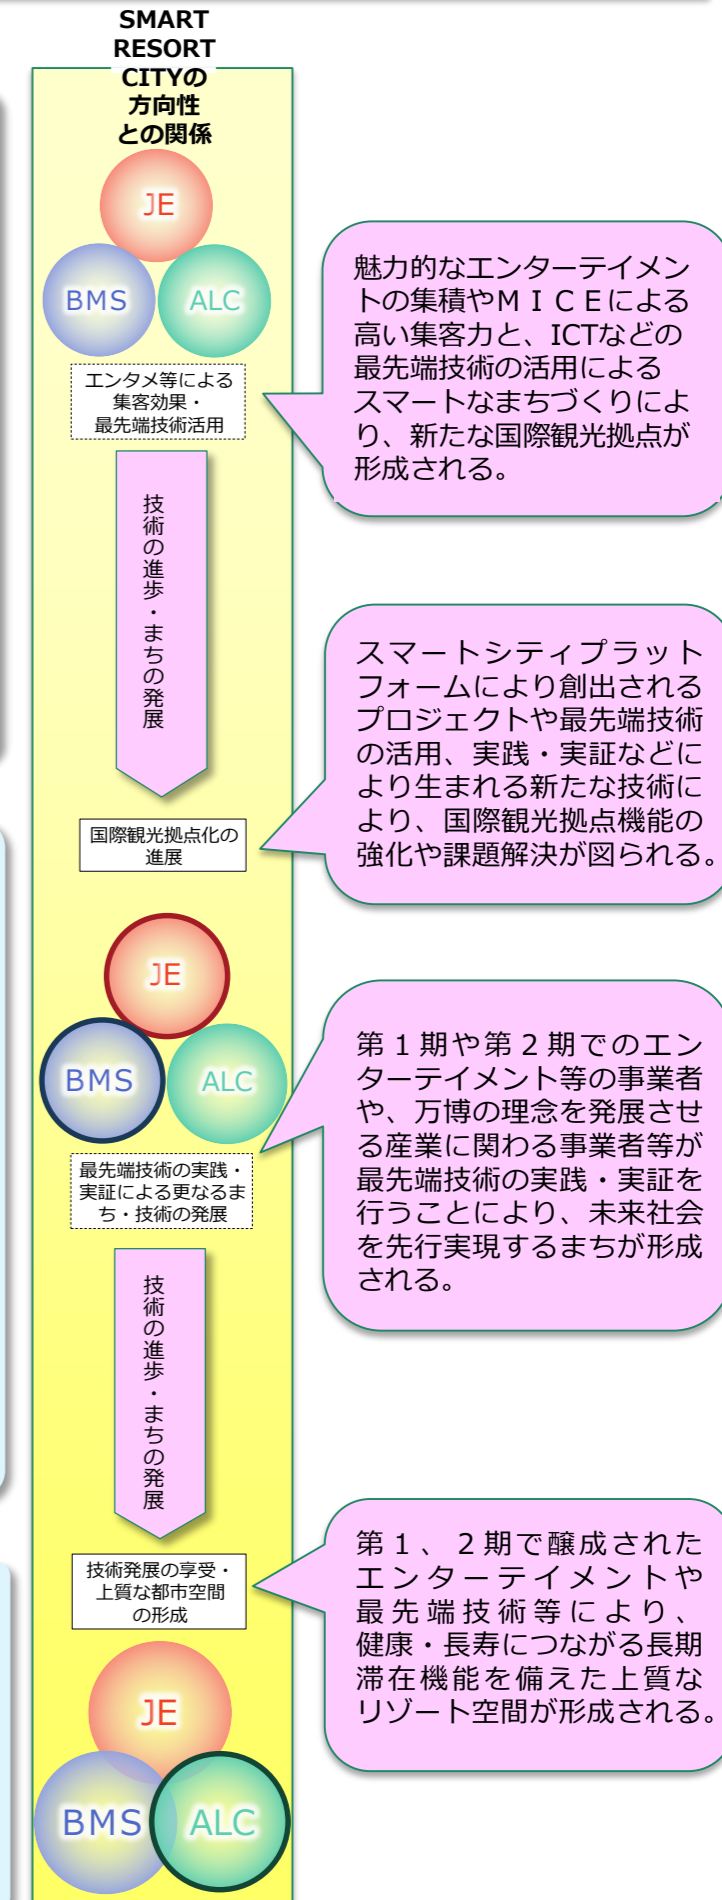 SMART
RESORT
CITYの
方向性
との関係
JE
BMS
ALC
エンタメ等による
集客効果・
最先端技術活用
魅力的なエンターテイメン
トの集積やＭＩＣＥによる
高い集客力と、ICTなどの
最先端技術の活用による
スマートなまちづくりによ
り、新たな国際観光拠点が
形成される。
技術の進歩・まちの発展
国際観光拠点化の
進展
スマートシティプラット
フォームにより創出される
プロジェクトや最先端技術
の活用、実践・実証などに
より生まれる新たな技術に
より、国際観光拠点機能の
強化や課題解決が図られる。
JE
BMS
ALC
最先端技術の実践・
実証による更なるま
ち・技術の発展
第１期や第２期でのエン
ターテイメント等の事業者
や、万博の理念を発展させ
る産業に関わる事業者等が
最先端技術の実践・実証を
行うことにより、未来社会
を先行実現するまちが形成
される。
技術の進歩・まちの発展
技術発展の享受・
上質な都市空間
の形成
第１、２期で醸成された
エンターテイメントや
最先端技術等により、
健康・長寿につながる長期
滞在機能を備えた上質な
リゾート空間が形成される。
JE
BMS
ALC